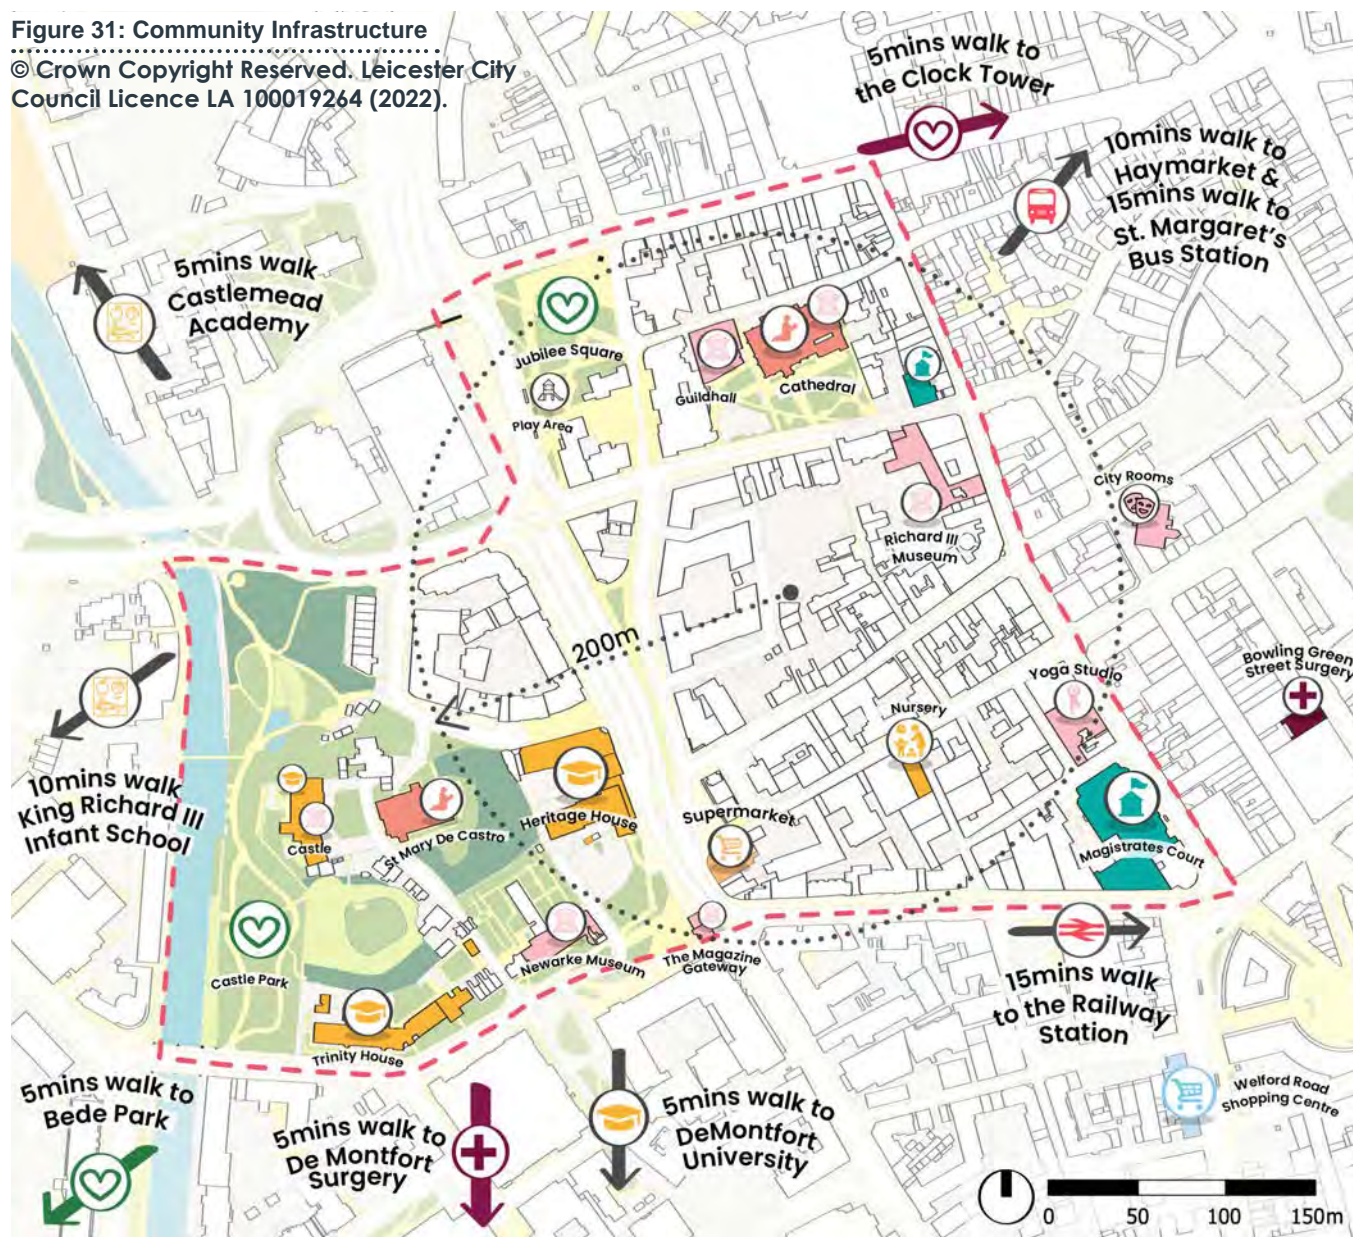 Figure 31: Community Infrastructure
© Crown Copyright Reserved. Leicester City
Council Licence LA 100019264 (2022).
5mins walk to
the Clock Tower
10mins walk to
Haymarket &
15mins walk to
St. Margaret's
Bus Station
5mins walk
Castlemead
Academy
Jubilee Square
Play Area
Guildhall
Cathedral
City Rooms
Richard III
Museum
200m
Bowling Green
street Surgery
Yoga Studio
Nursery
10mins walk
King Richard III
Infant School
Heritage House
Supermarket
Castle
St Mary De Castro
Magistrates Court
Castle Park
Newarke Museum
The Magazine
Gateway
15mins walk
to the Railway
Station
Trinity House
5mins walk to
Bede Park
5mins walk to
De Montfort
Surgery
5mins walk to
DeMontfort
University
Welford Road
Shopping Centre
0 50 100 150m